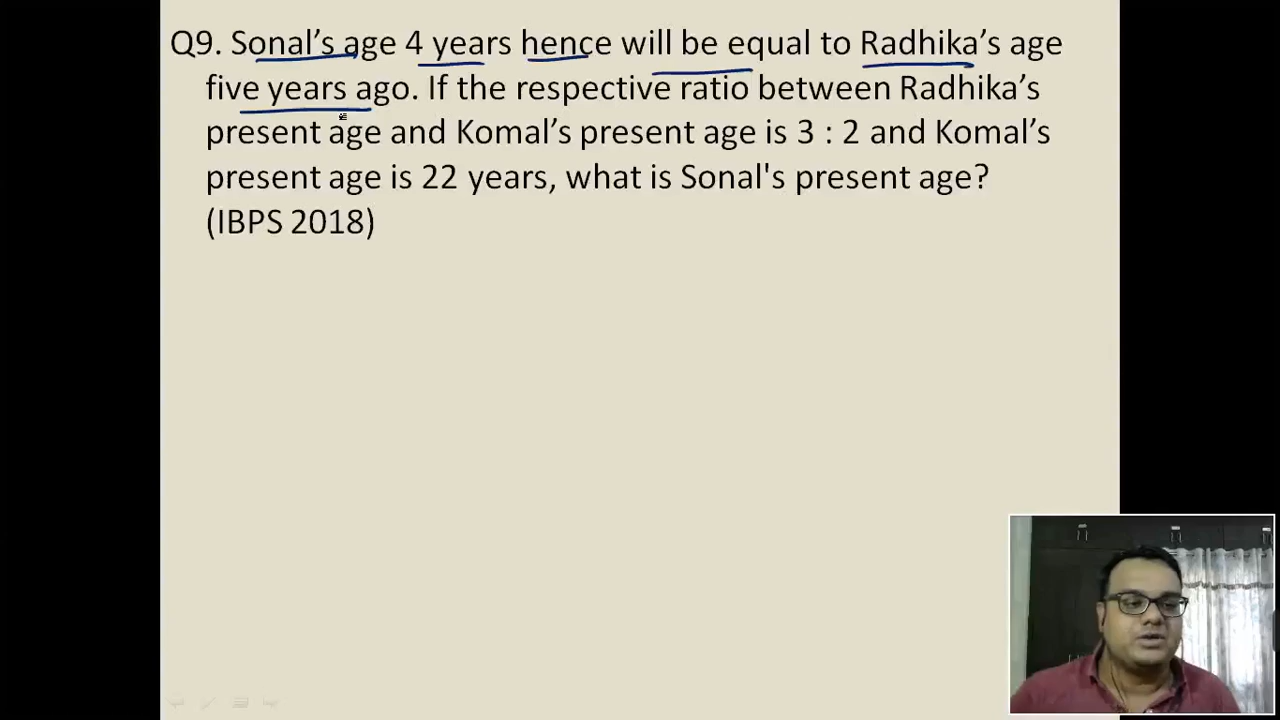 Q9. Sonal’s age 4 years hence will be equal to Radhika’s age
five years ago. If the respective ratio between Radhika’s
present age and Komal’s present age is 3 : 2 and Komal’s
present age is 22 years, what is Sonal's present age?
(IBPS 2018)